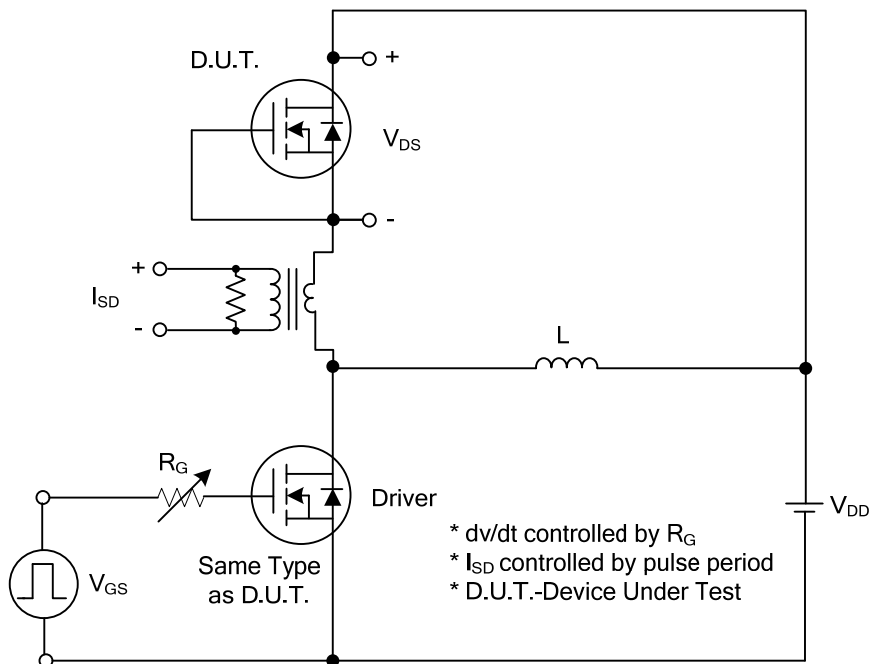 D.U.T.
+
V_DS
-
+
I_SD
-
L
R_G
Driver
V_DD
V_GS
Same Type
as D.U.T.
* dv/dt controlled by R_G
* I_SD controlled by pulse period
* D.U.T.-Device Under Test